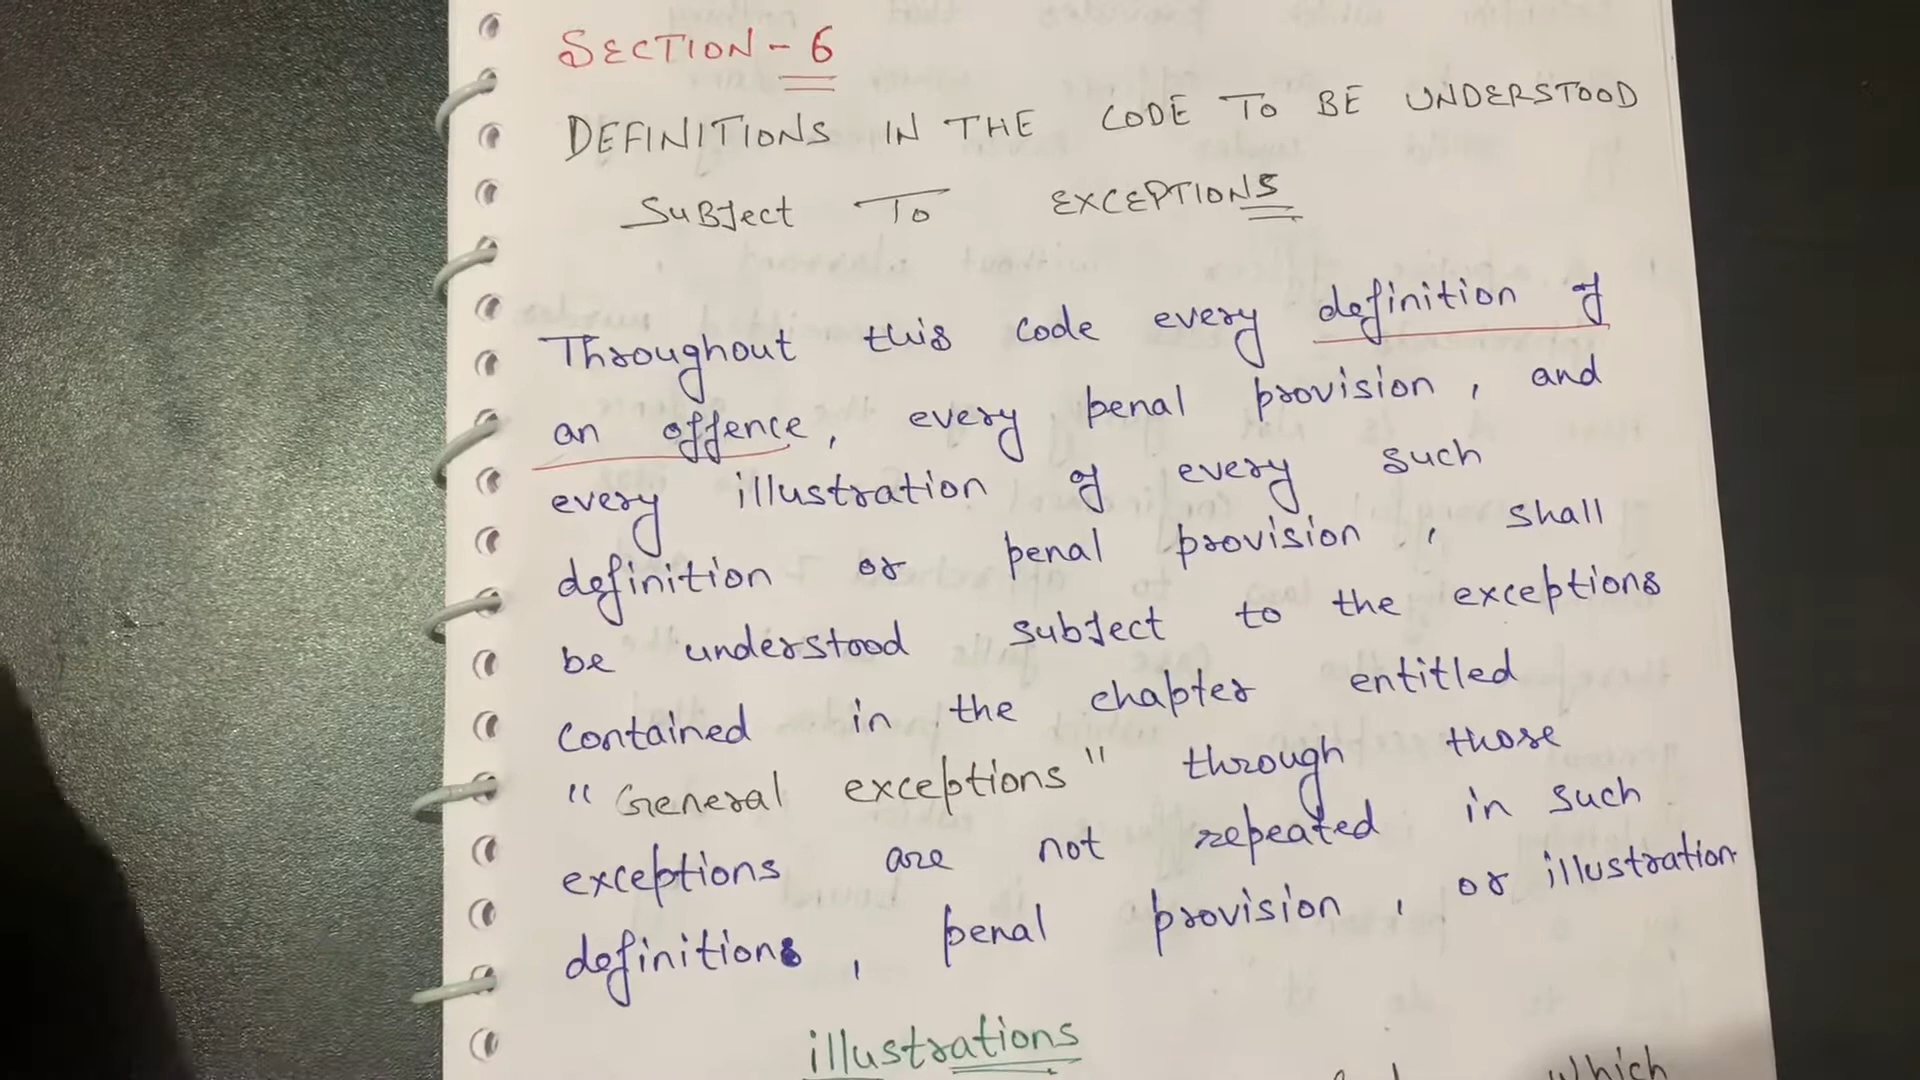 SECTION - 6
DEFINITIONS IN THE CODE TO BE UNDERSTOOD
SUBJect TO EXCEPTIONS
Throughout this code every definition of
an offence, every penal provision, and
every illustration of every such
definition or penal provision, shall
be understood subject to the exceptions
contained in the chapter entitled
"General exceptions" through those
exceptions are not repeated in such
definitions, penal provision, or illustration.
illustrations
which